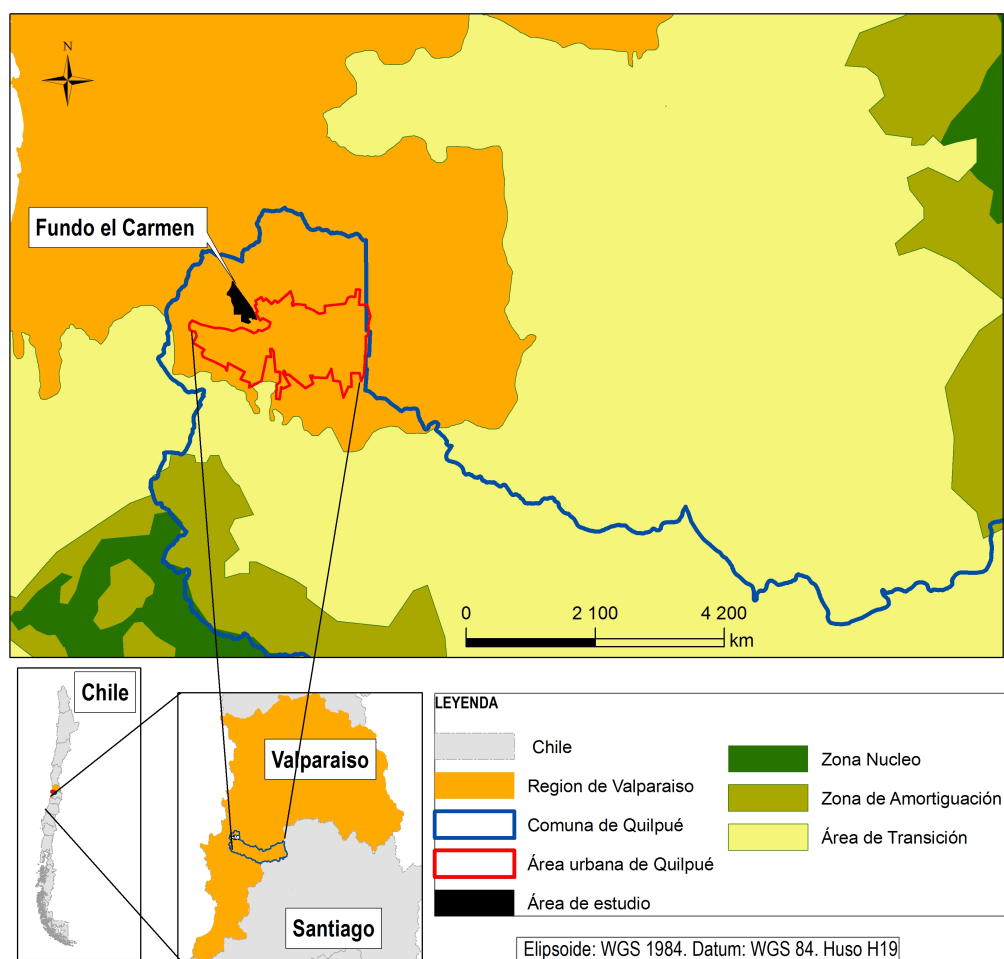 N
Fundo el Carmen
0 2 100 4 200
km
Chile
Valparaiso
Santiago
LEYENDA
Chile
Region de Valparaiso
Comuna de Quilpué
Área urbana de Quilpué
Área de estudio
Zona Nucleo
Zona de Amortiguación
Área de Transición
Elipsoide: WGS 1984. Datum: WGS 84. Huso H19